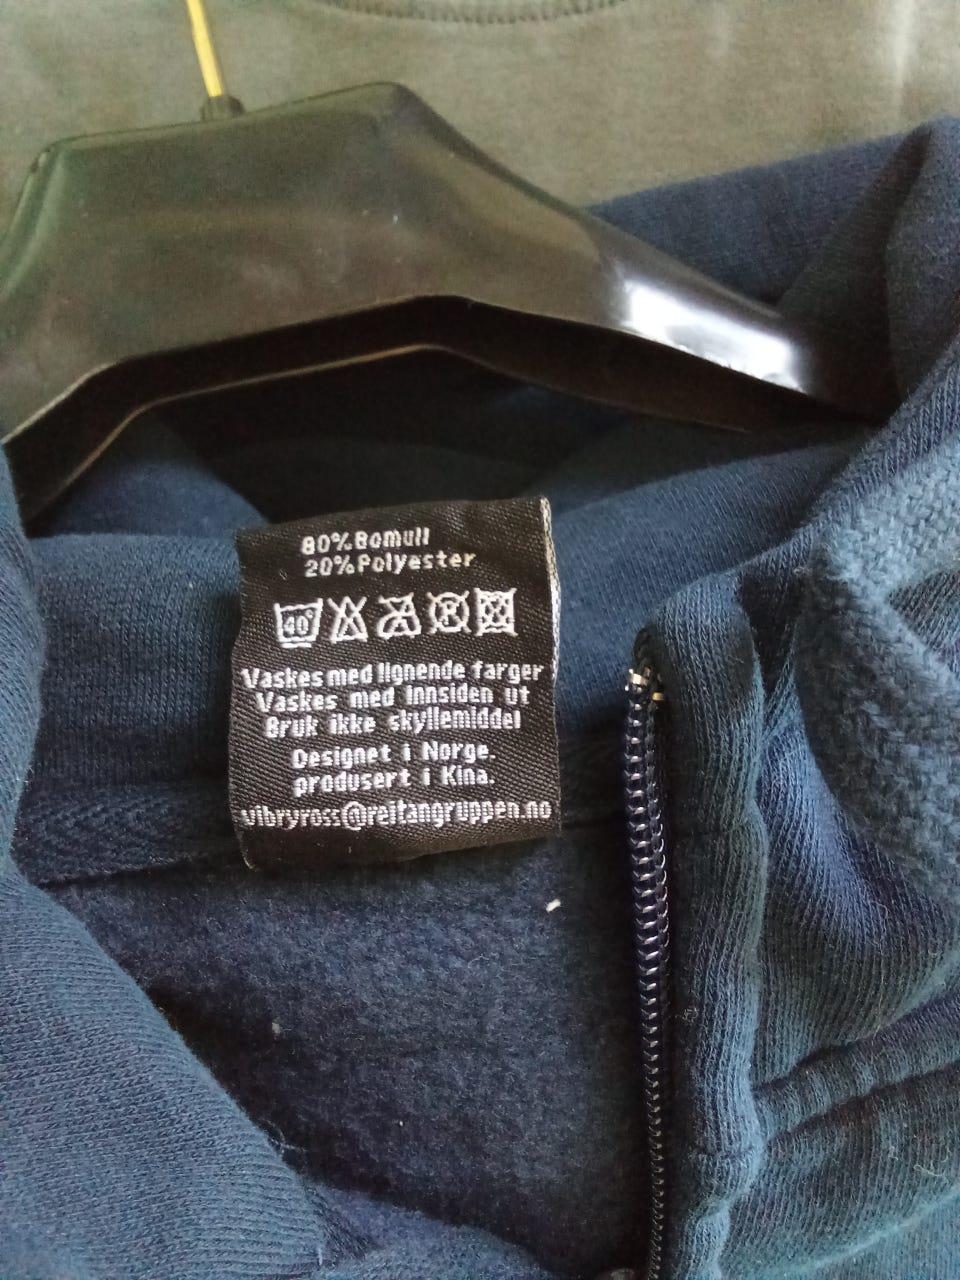 80%Bomull
20%Polyester
40°
Vaskes med lignende farger
Vaskes med innsiden ut
Bruk ikke skyllemiddel
Designet i Norge.
produsert i Kina.
vibryross@reitangruppen.no